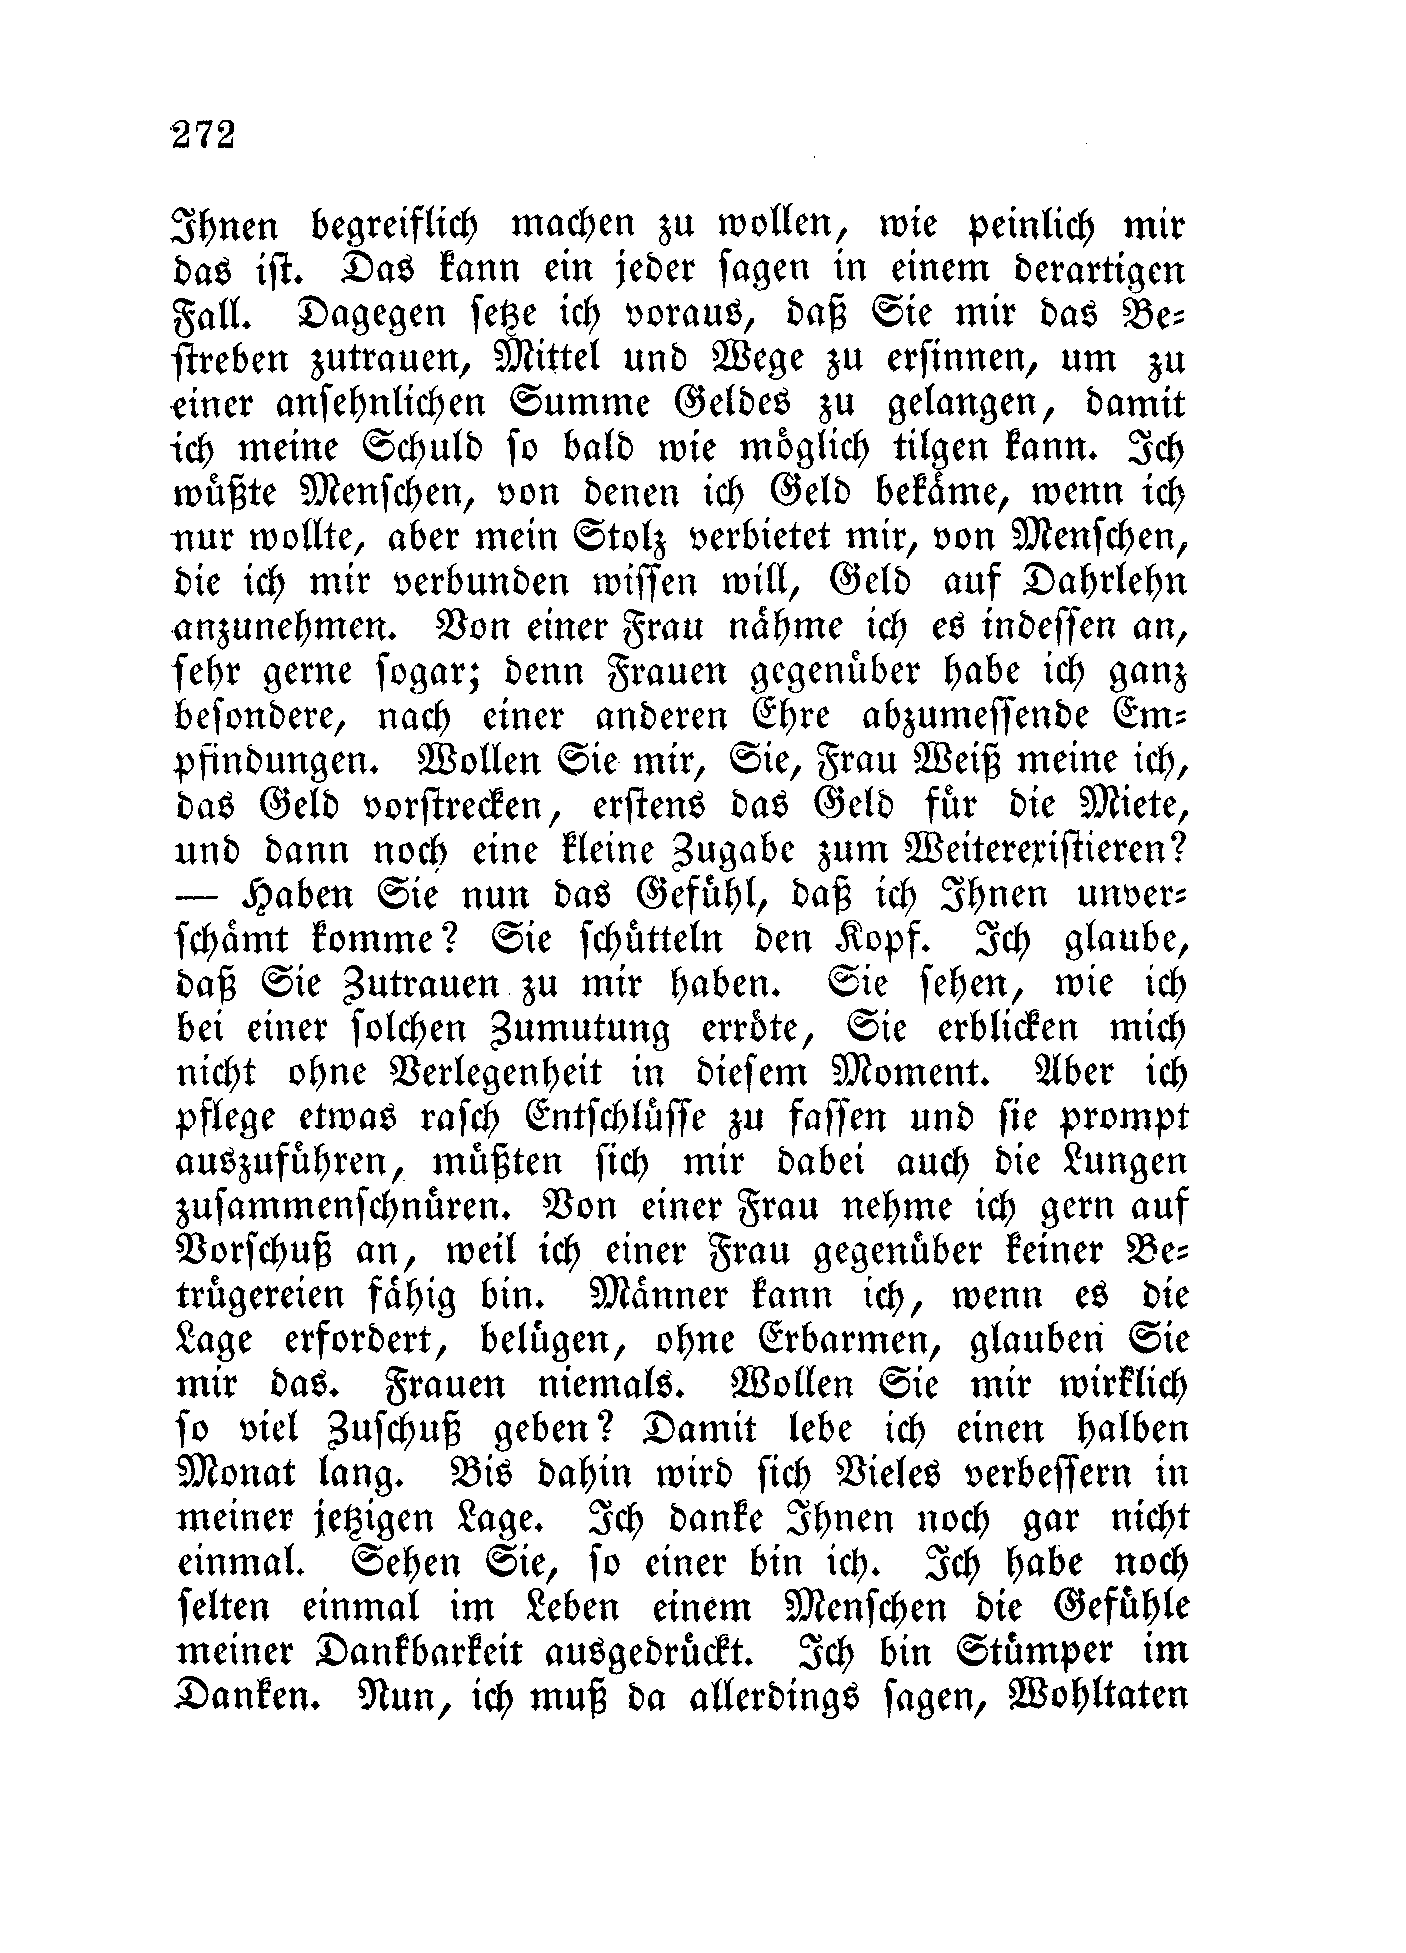 272
Ihnen begreiflich machen zu wollen, wie peinlich mir
das ist. Das kann ein jeder sagen in einem derartigen
Fall. Dagegen setze ich voraus, daß Sie mir das Be-
streben zutrauen, Mittel und Wege zu ersinnen, um zu
einer ansehnlichen Summe Geldes zu gelangen, damit
ich meine Schuld so bald wie möglich tilgen kann. Ich
wüßte Menschen, von denen ich Geld bekäme, wenn ich
nur wollte, aber mein Stolz verbietet mir, von Menschen,
die ich mir verbunden wissen will, Geld auf Dahrlehn
anzunehmen. Von einer Frau nähme ich es indessen an,
sehr gerne sogar; denn Frauen gegenüber habe ich ganz
besondere, nach einer anderen Ehre abzumessende Em-
pfindungen. Wollen Sie mir, Sie, Frau Weiß meine ich,
das Geld vorstrecken, erstens das Geld für die Miete,
und dann noch eine kleine Zugabe zum Weiterexistieren?
— Haben Sie nun das Gefühl, daß ich Ihnen unver-
schämt komme? Sie schütteln den Kopf. Ich glaube,
daß Sie Zutrauen zu mir haben. Sie sehen, wie ich
bei einer solchen Zumutung erröte, Sie erblicken mich
nicht ohne Verlegenheit in diesem Moment. Aber ich
pflege etwas rasch Entschlüsse zu fassen und sie prompt
auszuführen, müßten sich mir dabei auch die Lungen
zusammenschnüren. Von einer Frau nehme ich gern auf
Vorschuß an, weil ich einer Frau gegenüber keiner Be-
trügereien fähig bin. Männer kann ich, wenn es die
Lage erfordert, belügen, ohne Erbarmen, glauben Sie
mir das. Frauen niemals. Wollen Sie mir wirklich
so viel Zuschuß geben? Damit lebe ich einen halben
Monat lang. Bis dahin wird sich Vieles verbessern in
meiner jetzigen Lage. Ich danke Ihnen noch gar nicht
einmal. Sehen Sie, so einer bin ich. Ich habe noch
selten einmal im Leben einem Menschen die Gefühle
meiner Dankbarkeit ausgedrückt. Ich bin Stümper im
Danken. Nun, ich muß da allerdings sagen, Wohltaten